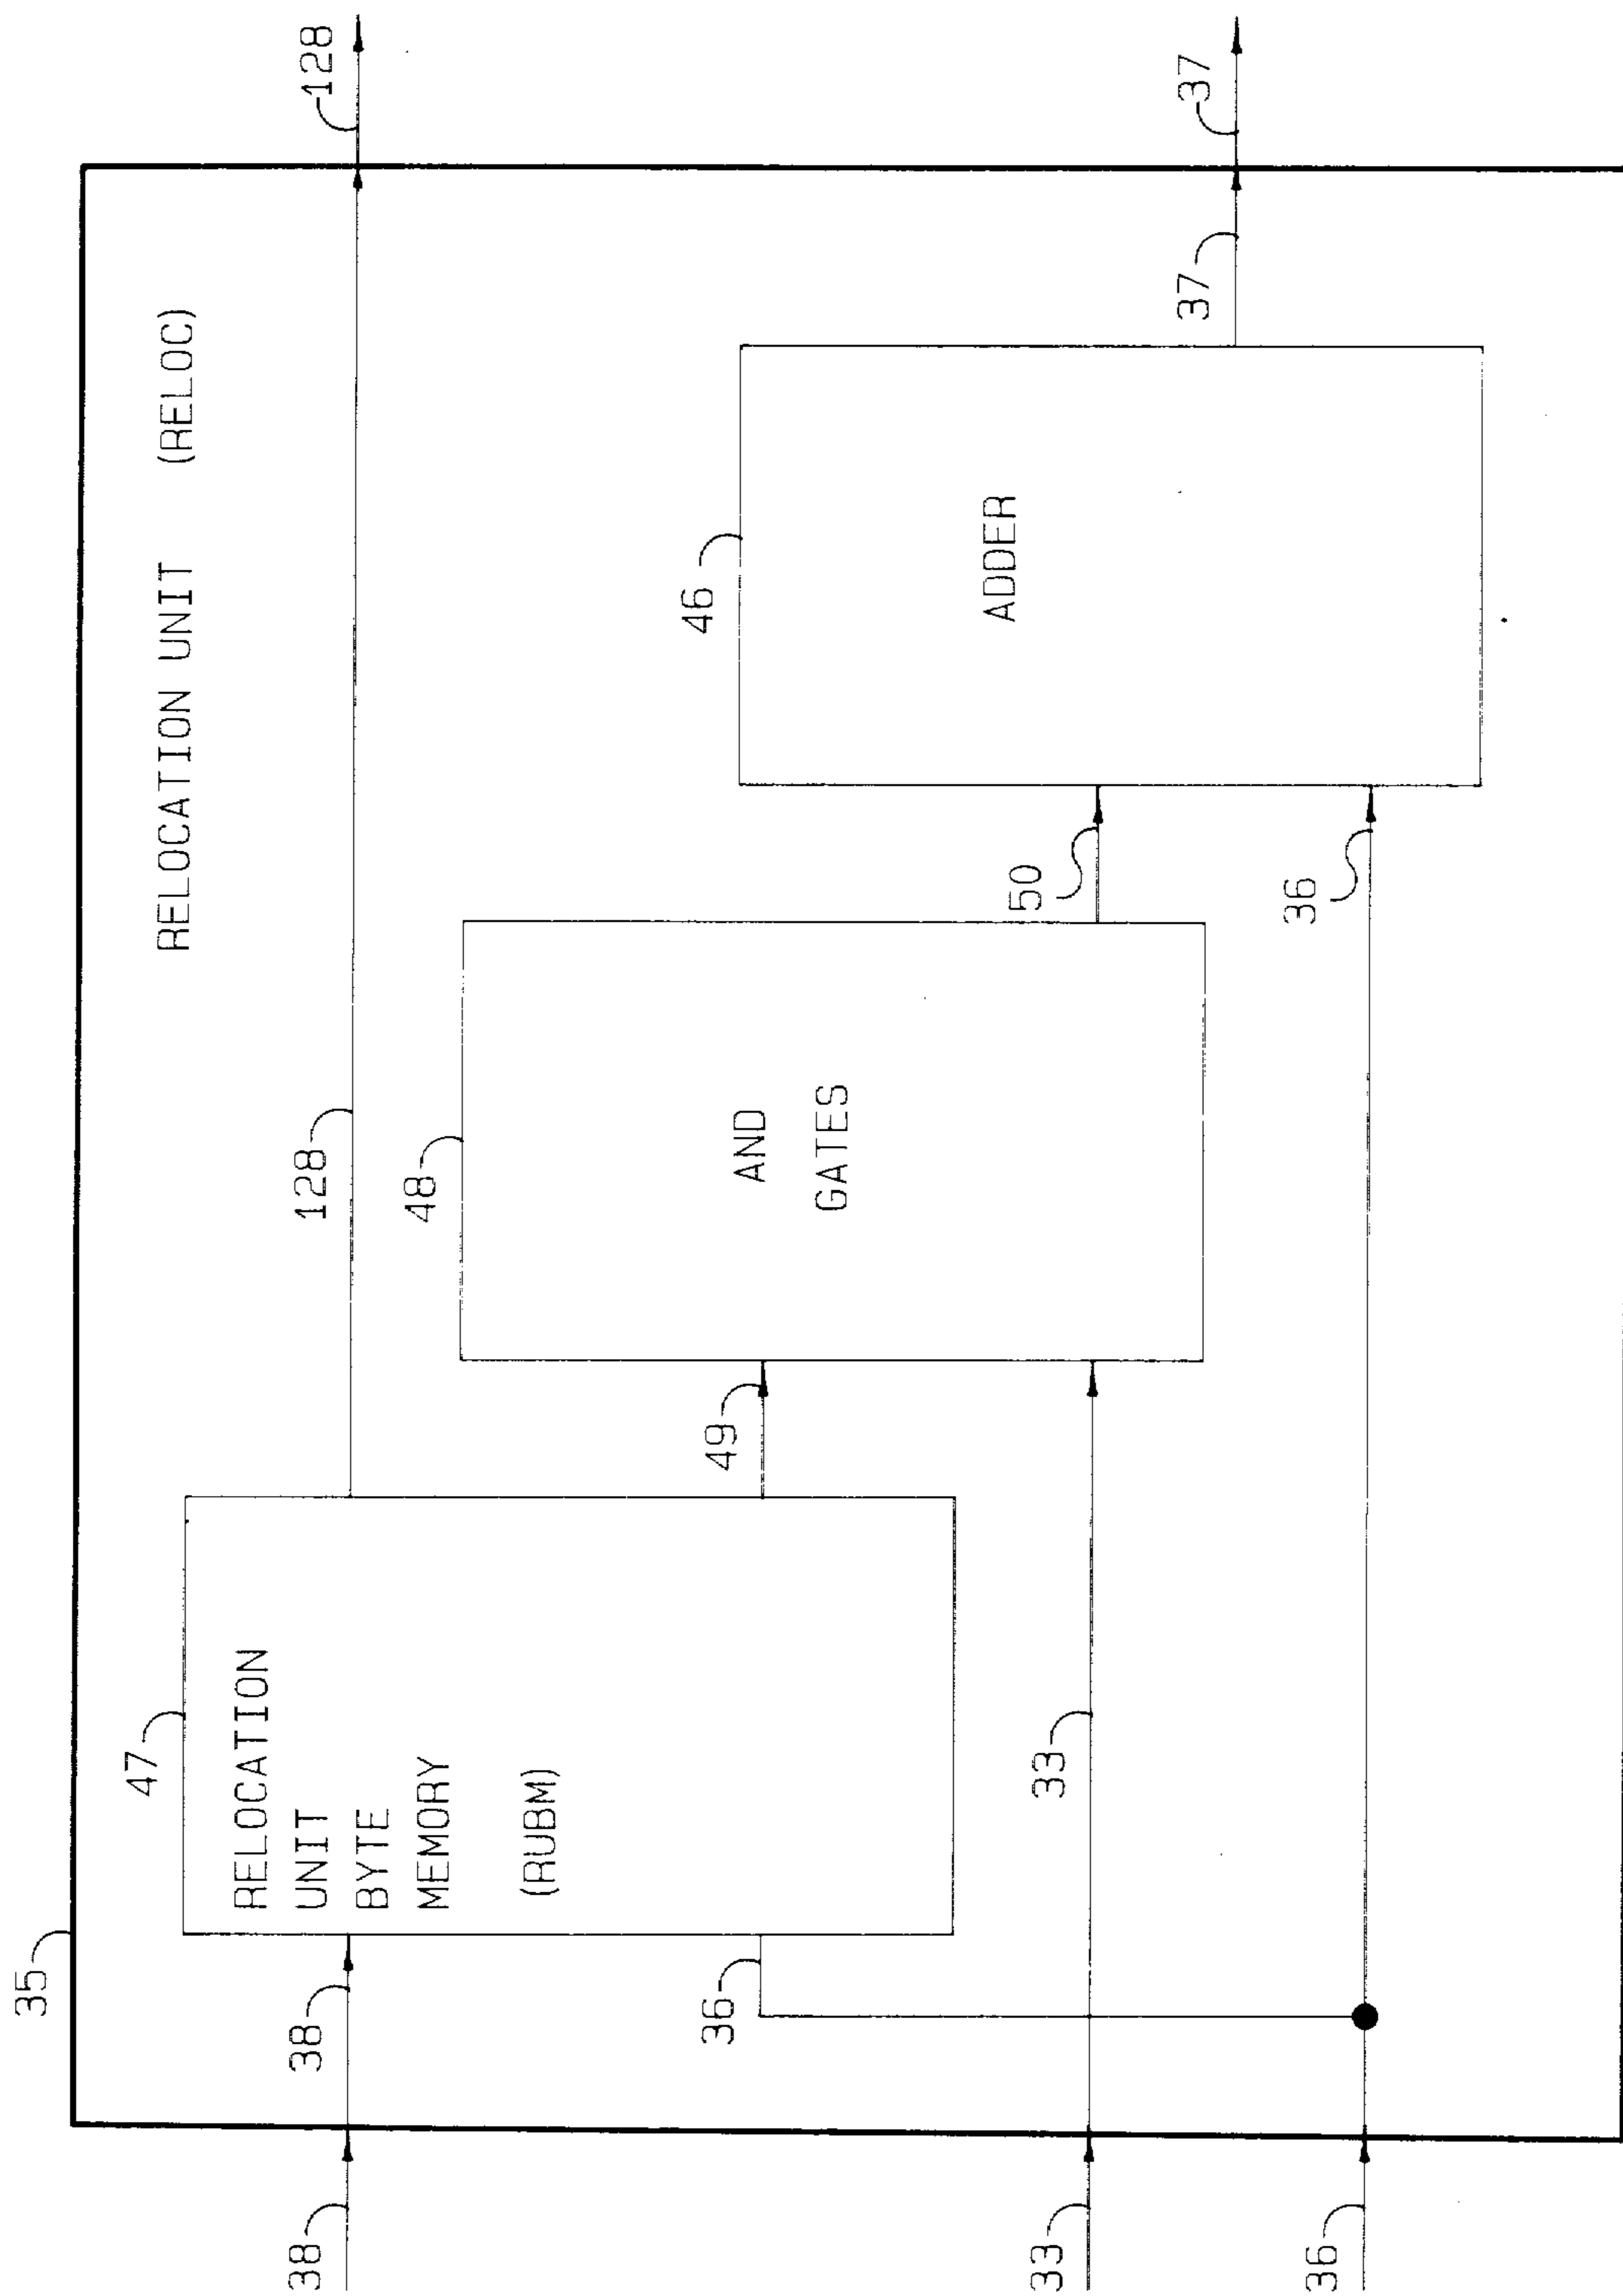 35
RELOCATION UNIT (RELOC)
38
38
47
RELOCATION
UNIT
BYTE
MEMORY
(RUBM)
128
128
36
49
48
AND
GATES
33
33
50
46
ADDER
37
37
36
36